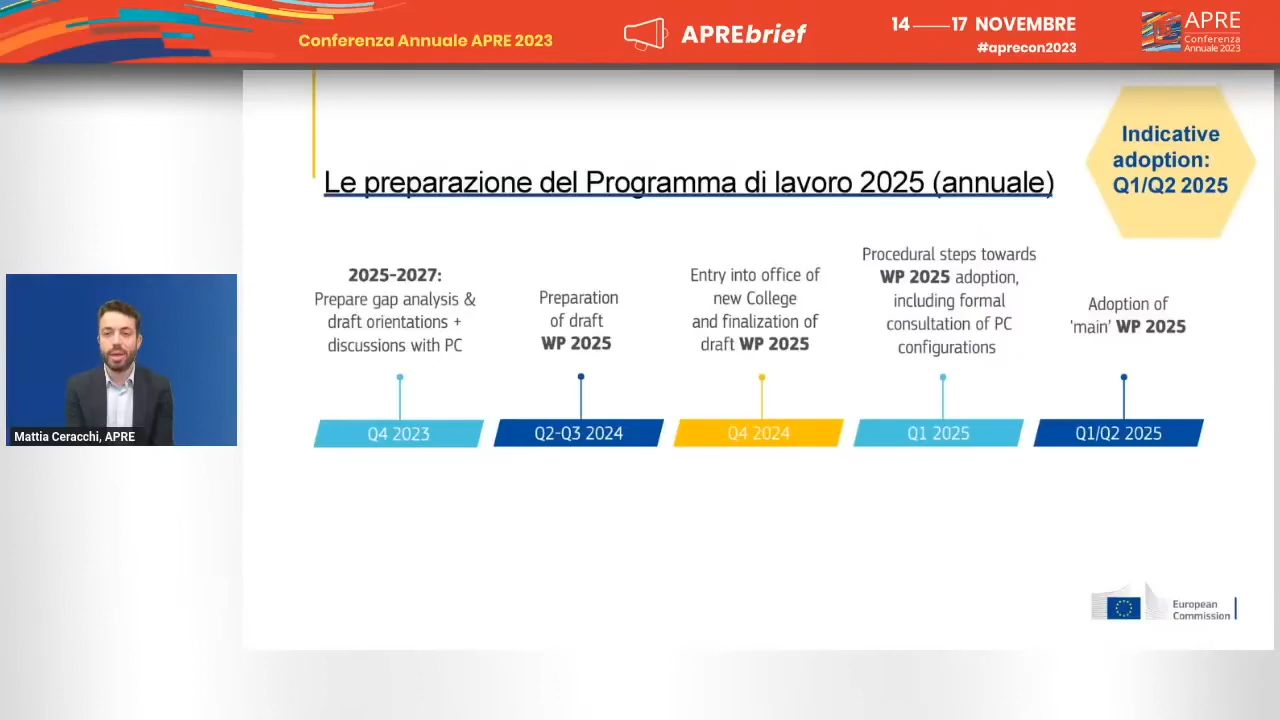 Conferenza Annuale APRE 2023
APREbrief
14 — 17 NOVEMBRE
#aprecon2023
APRE
Conferenza
Annuale 2023
Indicative
adoption:
Q1/Q2 2025
Le preparazione del Programma di lavoro 2025 (annuale)
2025-2027:
Prepare gap analysis &
draft orientations +
discussions with PC
Preparation
of draft
WP 2025
Entry into office of
new College
and finalization of
draft WP 2025
Procedural steps towards
WP 2025 adoption,
including formal
consultation of PC
configurations
Adoption of
'main' WP 2025
Q4 2023
Q2-Q3 2024
Q4 2024
Q1 2025
Q1/Q2 2025
Mattia Ceracchi, APRE
European
Commission